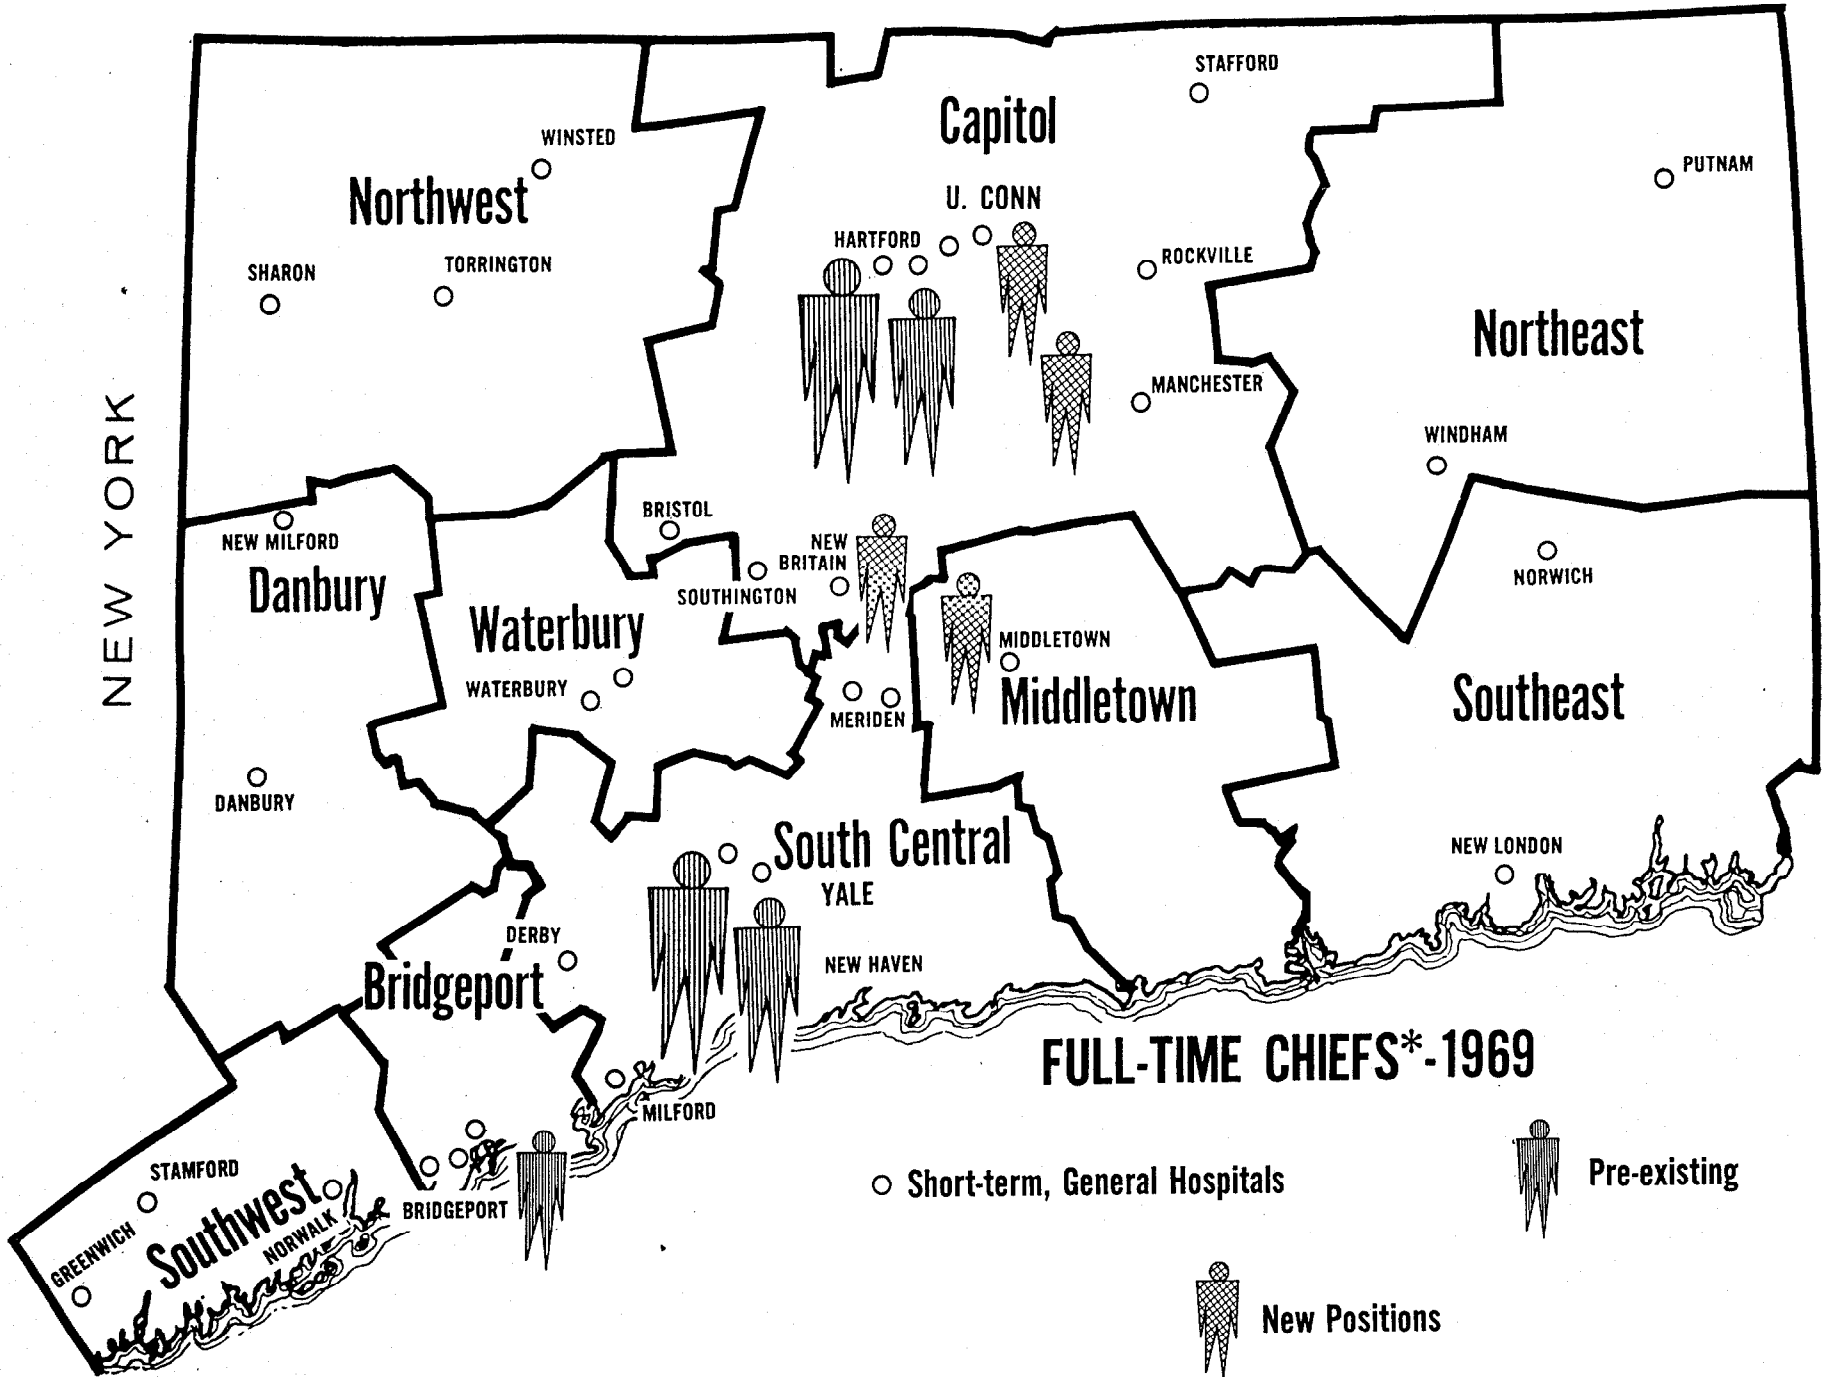 STAFFORD
Capitol
WINSTED
PUTNAM
Northwest
U. CONN
HARTFORD
SHARON
TORRINGTON
ROCKVILLE
Northeast
MANCHESTER
NEW YORK
WINDHAM
BRISTOL
NEW MILFORD
NEW
BRITAIN
Danbury
SOUTHINGTON
NORWICH
Waterbury
MIDDLETOWN
WATERBURY
Middletown
Southeast
MERIDEN
DANBURY
South Central
YALE
NEW LONDON
DERBY
NEW HAVEN
Bridgeport
FULL-TIME CHIEFS*-1969
MILFORD
STAMFORD
Southwest
BRIDGEPORT
GREENWICH
NORWALK
Short-term, General Hospitals
Pre-existing
New Positions